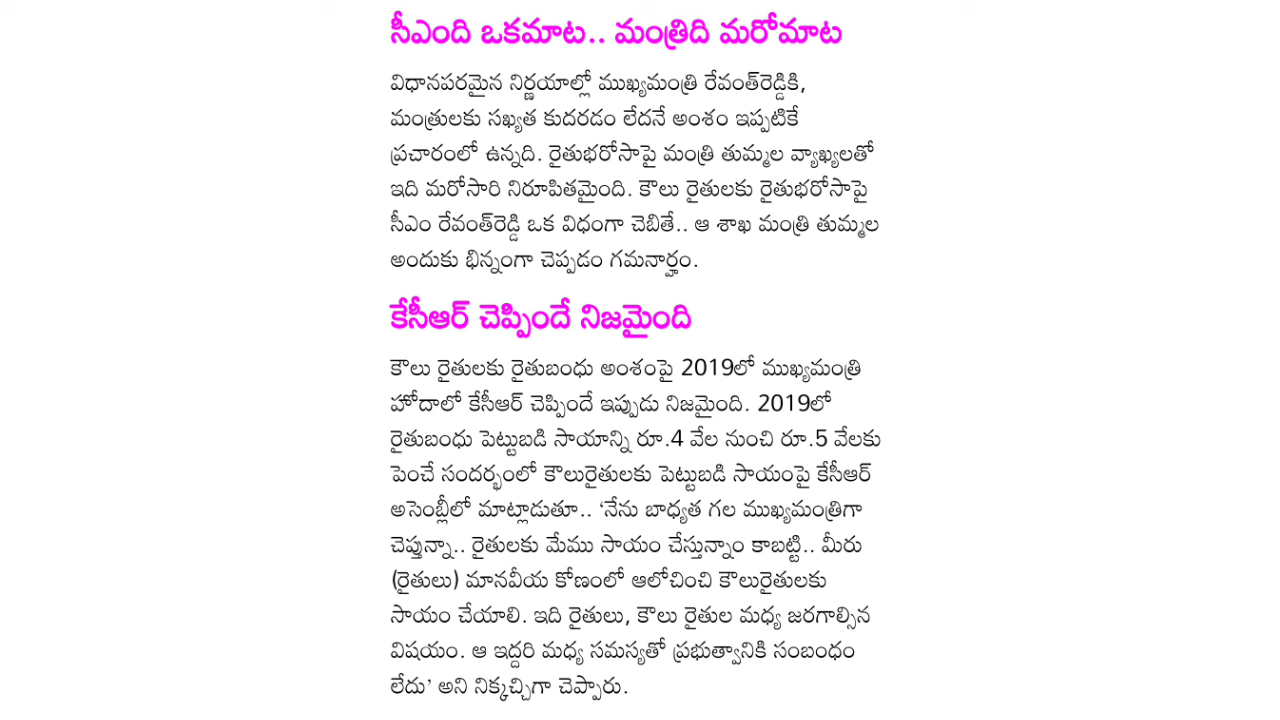 సీఎంది ఒకమాట.. మంత్రిది మరోమాట
విధానపరమైన నిర్ణయాల్లో ముఖ్యమంత్రి రేవంత్‌రెడ్డికి,
మంత్రులకు సఖ్యత కుదరడం లేదనే అంశం ఇప్పటికే
ప్రచారంలో ఉన్నది. రైతుభరోసాపై మంత్రి తుమ్మల వ్యాఖ్యలతో
ఇది మరోసారి నిరూపితమైంది. కౌలు రైతులకు రైతుభరోసాపై
సీఎం రేవంత్‌రెడ్డి ఒక విధంగా చెబితే.. ఆ శాఖ మంత్రి తుమ్మల
అందుకు భిన్నంగా చెప్పడం గమనార్హం.
కేసీఆర్ చెప్పిందే నిజమైంది
కౌలు రైతులకు రైతుబంధు అంశంపై 2019లో ముఖ్యమంత్రి
హోదాలో కేసీఆర్ చెప్పిందే ఇప్పుడు నిజమైంది. 2019లో
రైతుబంధు పెట్టుబడి సాయాన్ని రూ.4 వేల నుంచి రూ.5 వేలకు
పెంచే సందర్భంలో కౌలురైతులకు పెట్టుబడి సాయంపై కేసీఆర్
అసెంబ్లీలో మాట్లాడుతూ.. ‘నేను బాధ్యత గల ముఖ్యమంత్రిగా
చెప్తున్నా.. రైతులకు మేము సాయం చేస్తున్నాం కాబట్టి.. మీరు
(రైతులు) మానవీయ కోణంలో ఆలోచించి కౌలురైతులకు
సాయం చేయాలి. ఇది రైతులు, కౌలు రైతుల మధ్య జరగాల్సిన
విషయం. ఆ ఇద్దరి మధ్య సమస్యతో ప్రభుత్వానికి సంబంధం
లేదు’ అని నిక్కచ్చిగా చెప్పారు.